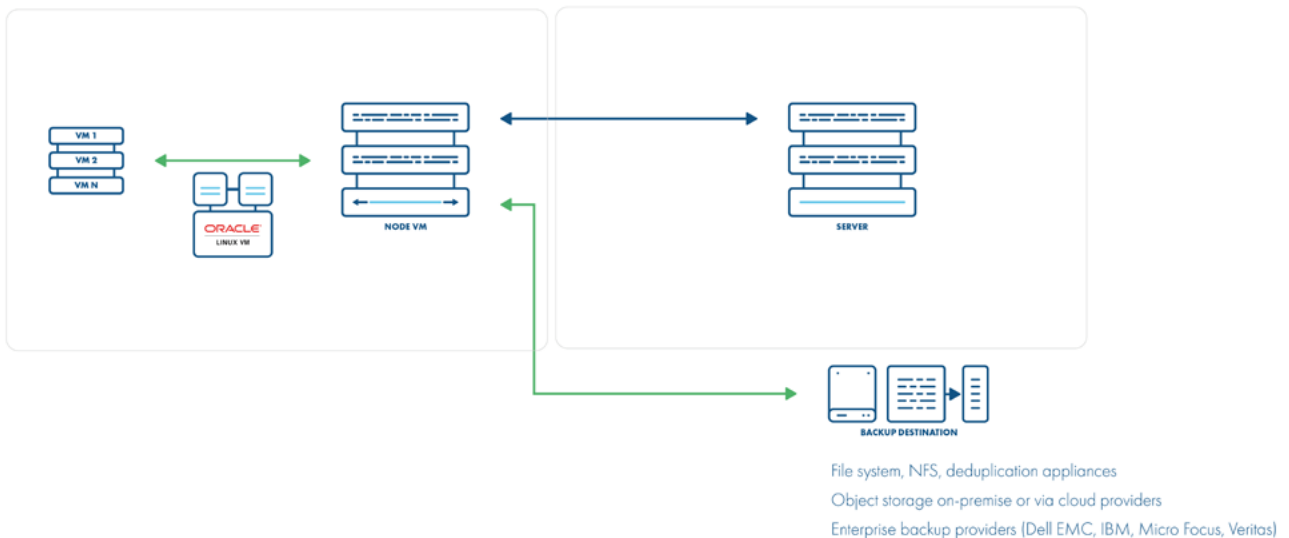 VM 1
VM 2
VM N
ORACLE
LINUX VM
NODE VM
SERVER
BACKUP DESTINATION
File system, NFS, deduplication appliances
Object storage on-premise or via cloud providers
Enterprise backup providers (Dell EMC, IBM, Micro Focus, Veritas)